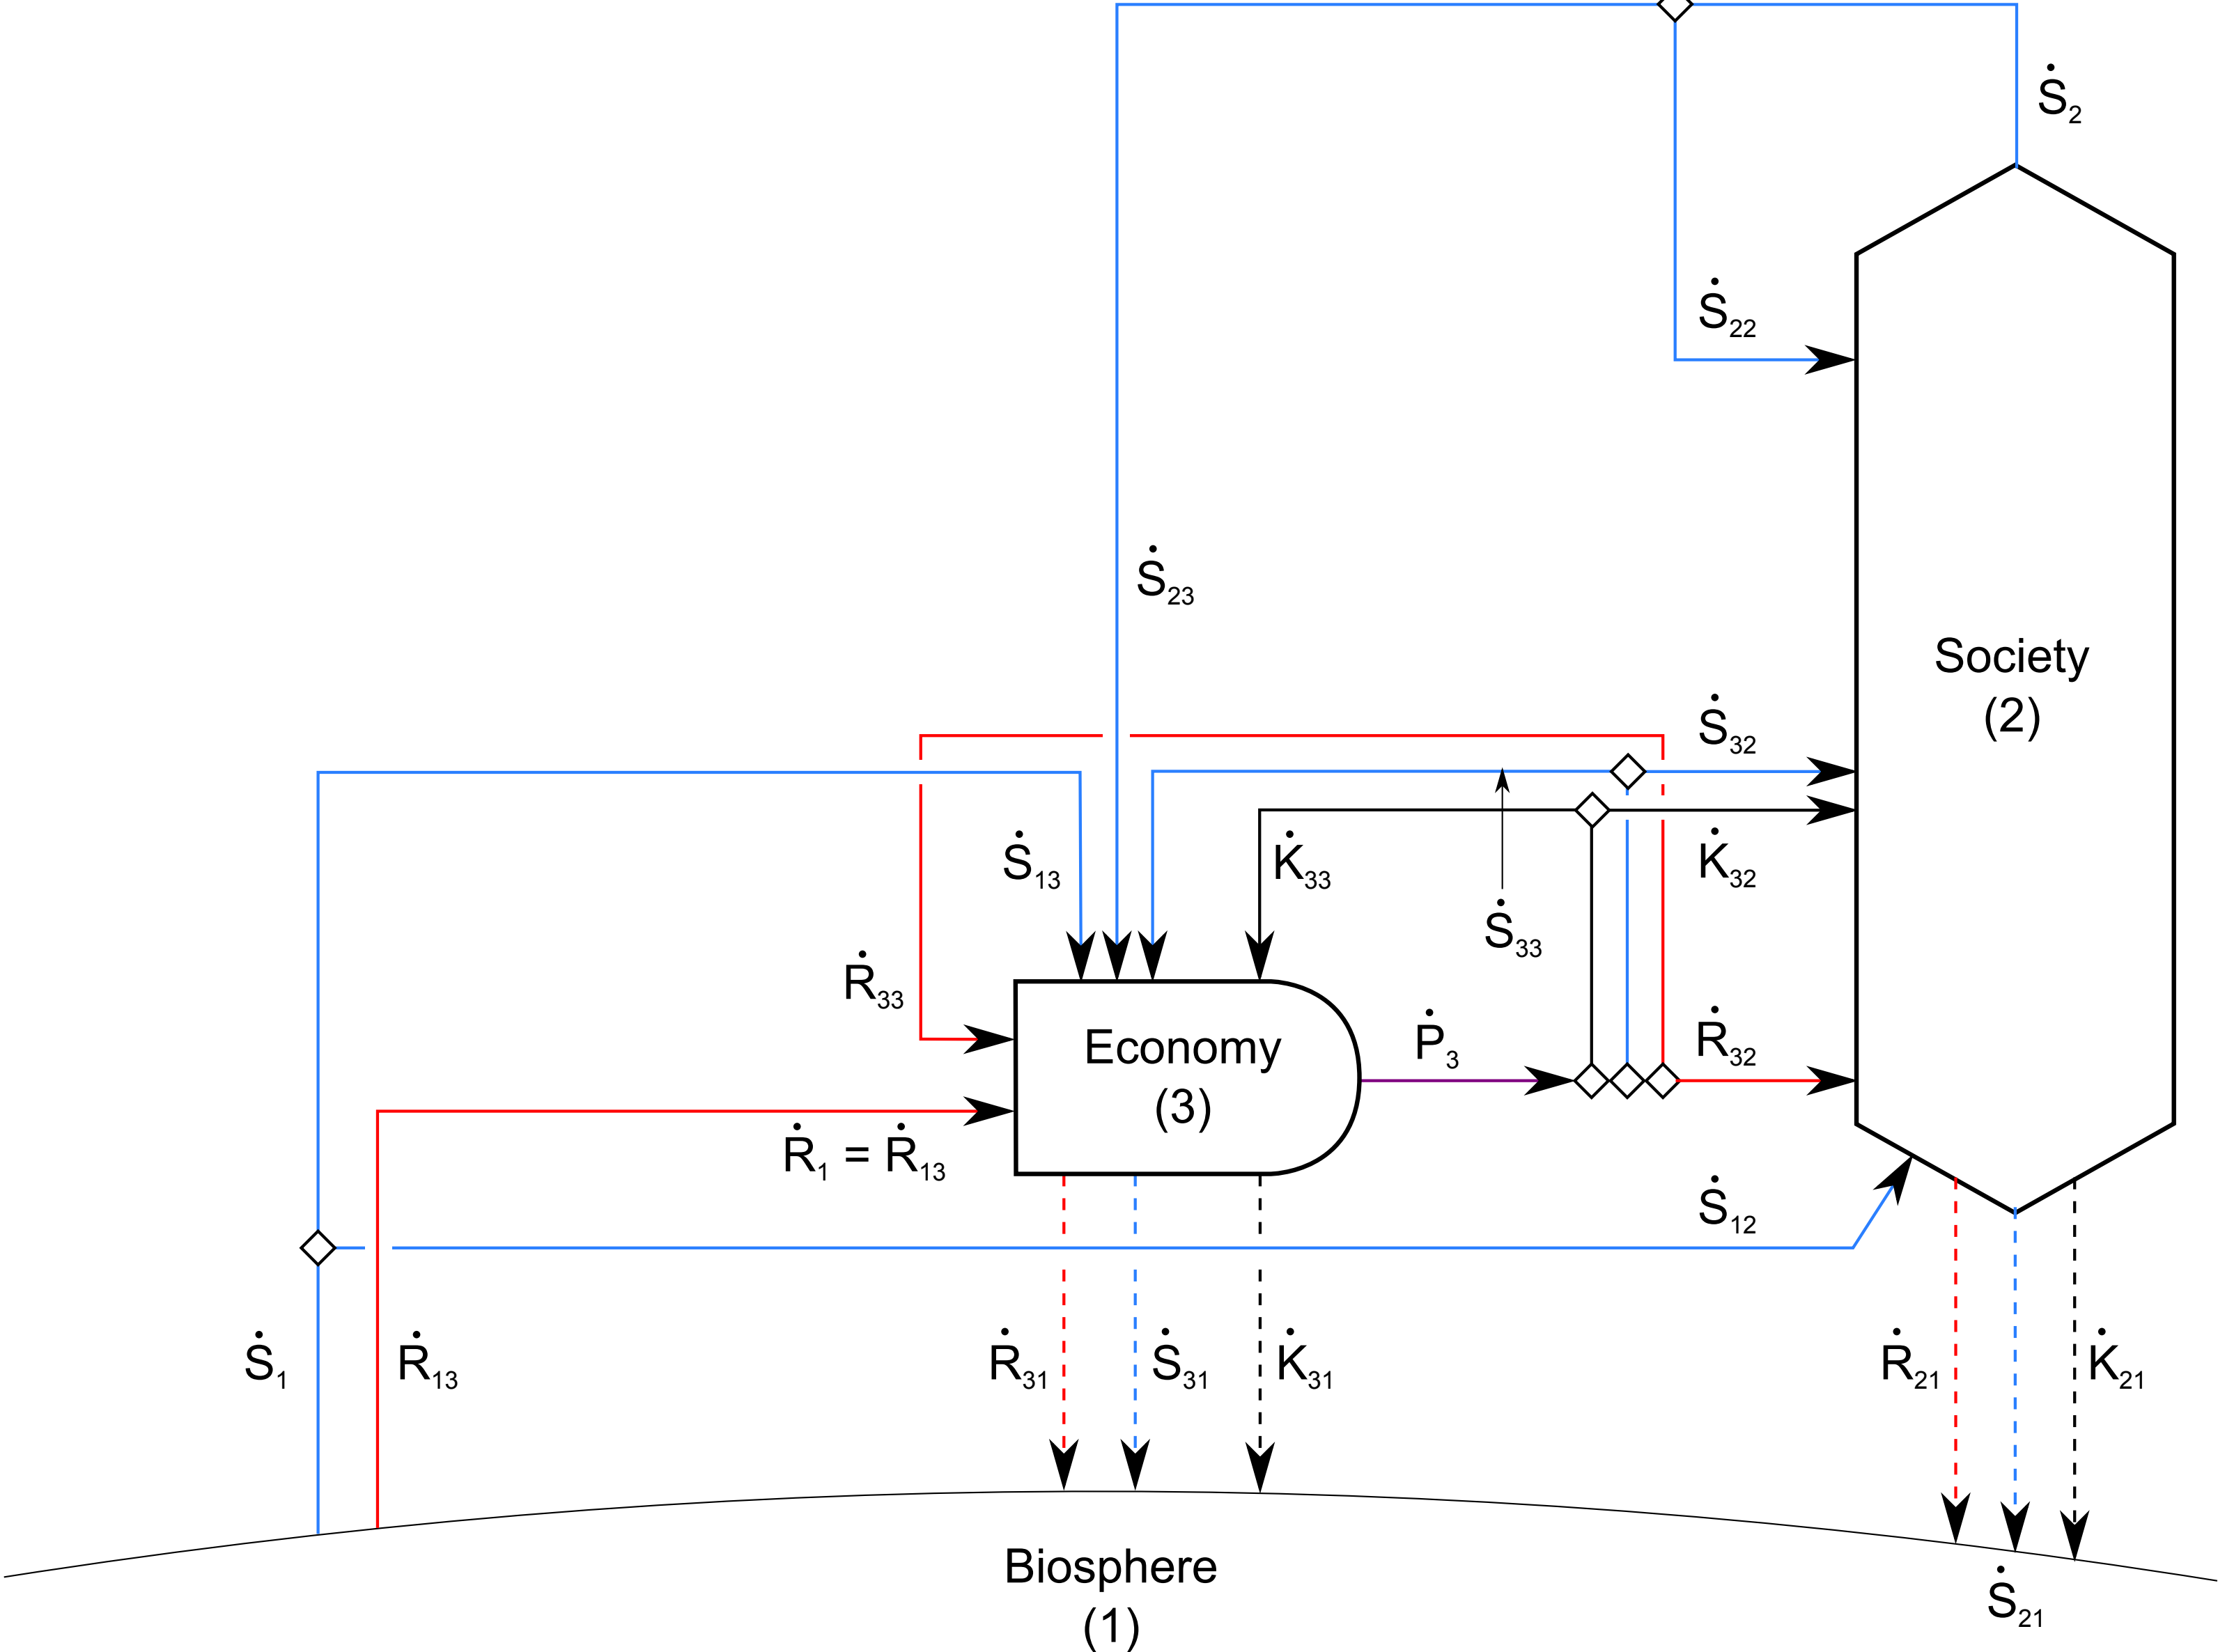 Ṡ₂
Ṡ₂₂
Ṡ₂₃
Society
(2)
Ṡ₃₂
Ṡ₁₃
K̇₃₃
K̇₃₂
Ṡ₃₃
Ṙ₃₃
Economy
(3)
Ṗ₃
Ṙ₃₂
Ṙ₁ = Ṙ₁₃
Ṡ₁₂
Ṡ₁
Ṙ₁₃
Ṙ₃₁
Ṡ₃₁
K̇₃₁
Ṙ₂₁
K̇₂₁
Biosphere
(1)
Ṡ₂₁